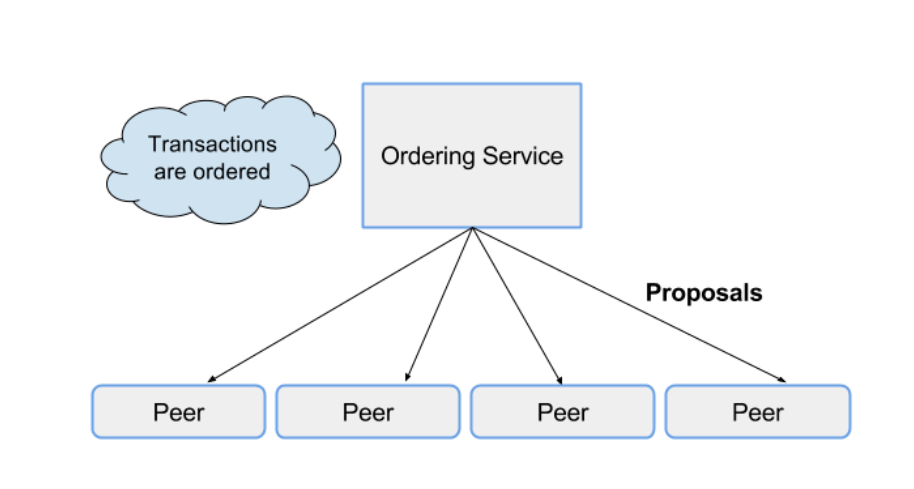 Transactions
are ordered
Ordering Service
Proposals
Peer
Peer
Peer
Peer